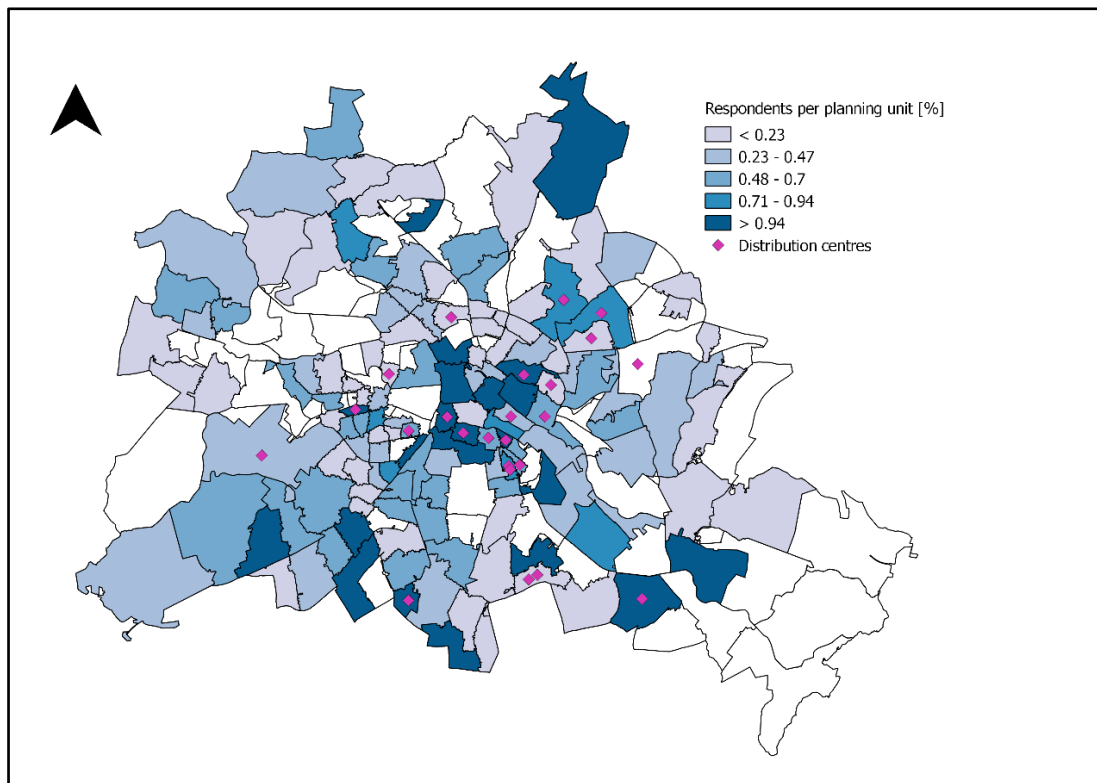 Respondents per planning unit [%]
< 0.23
0.23 - 0.47
0.48 - 0.7
0.71 - 0.94
> 0.94
Distribution centres